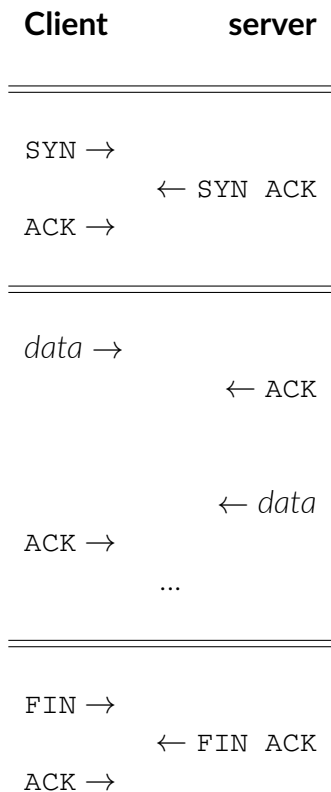 Client server
SYN →
← SYN ACK
ACK →
data →
← ACK
← data
ACK →
...
FIN →
← FIN ACK
ACK →